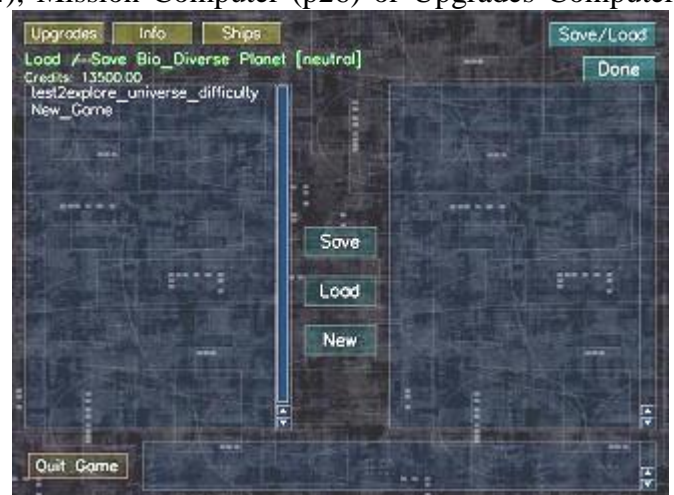 ), Mission Computer (p26) or Upgrades Computer
Upgrades Info Ships Save/Load
Load / Save Bio_Diverse Planet [neutral]
Done
Credits: 13500.00
test2explore_universe_difficulty
New_Game
Save
Load
New
Quit Game